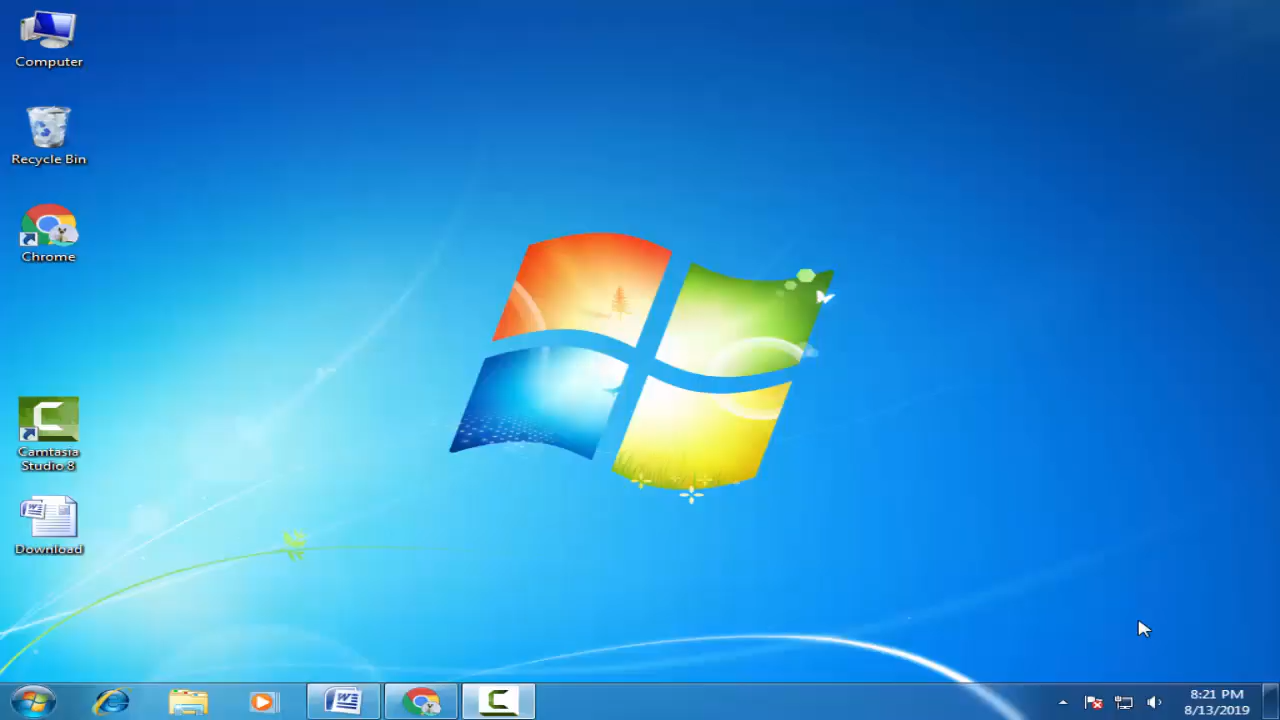 Computer
Recycle Bin
Chrome
Camtasia
Studio 8
Download
8:21 PM
8/13/2019